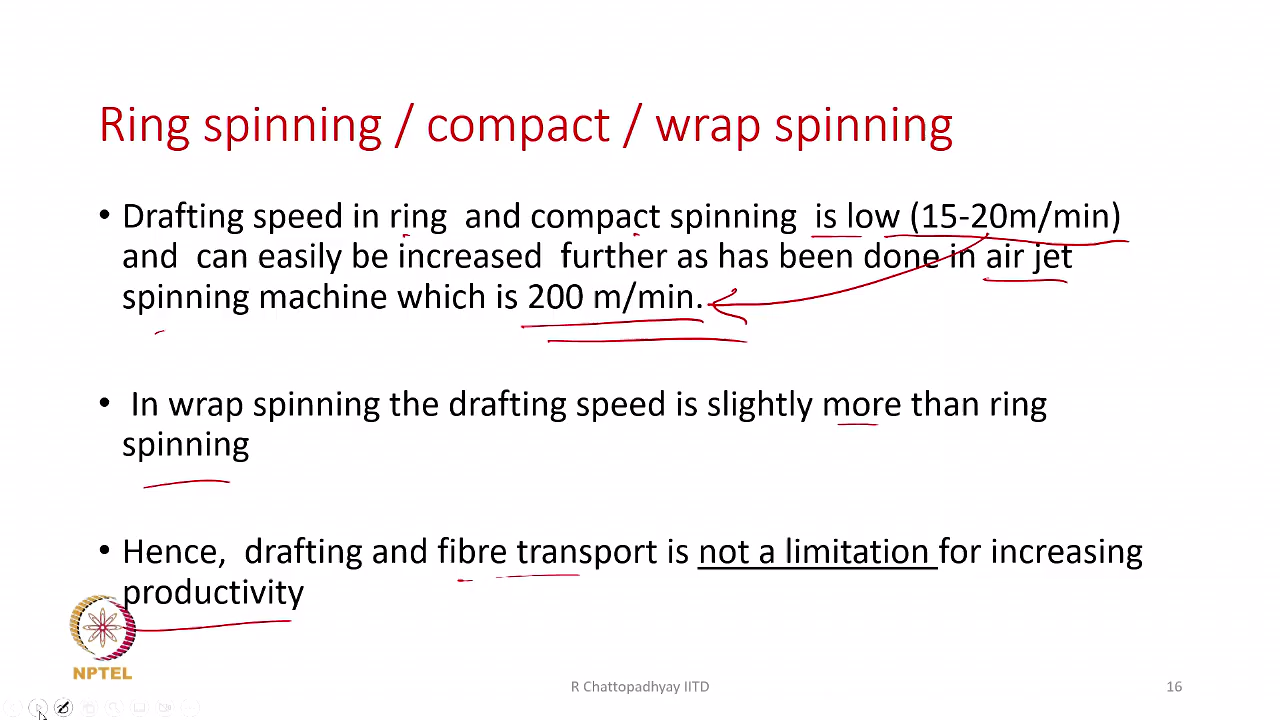 Ring spinning / compact / wrap spinning
• Drafting speed in ring and compact spinning is low (15-20m/min)
and can easily be increased further as has been done in air jet
spinning machine which is 200 m/min.
• In wrap spinning the drafting speed is slightly more than ring
spinning
• Hence, drafting and fibre transport is not a limitation for increasing
productivity
NPTEL
R Chattopadhyay IITD
16